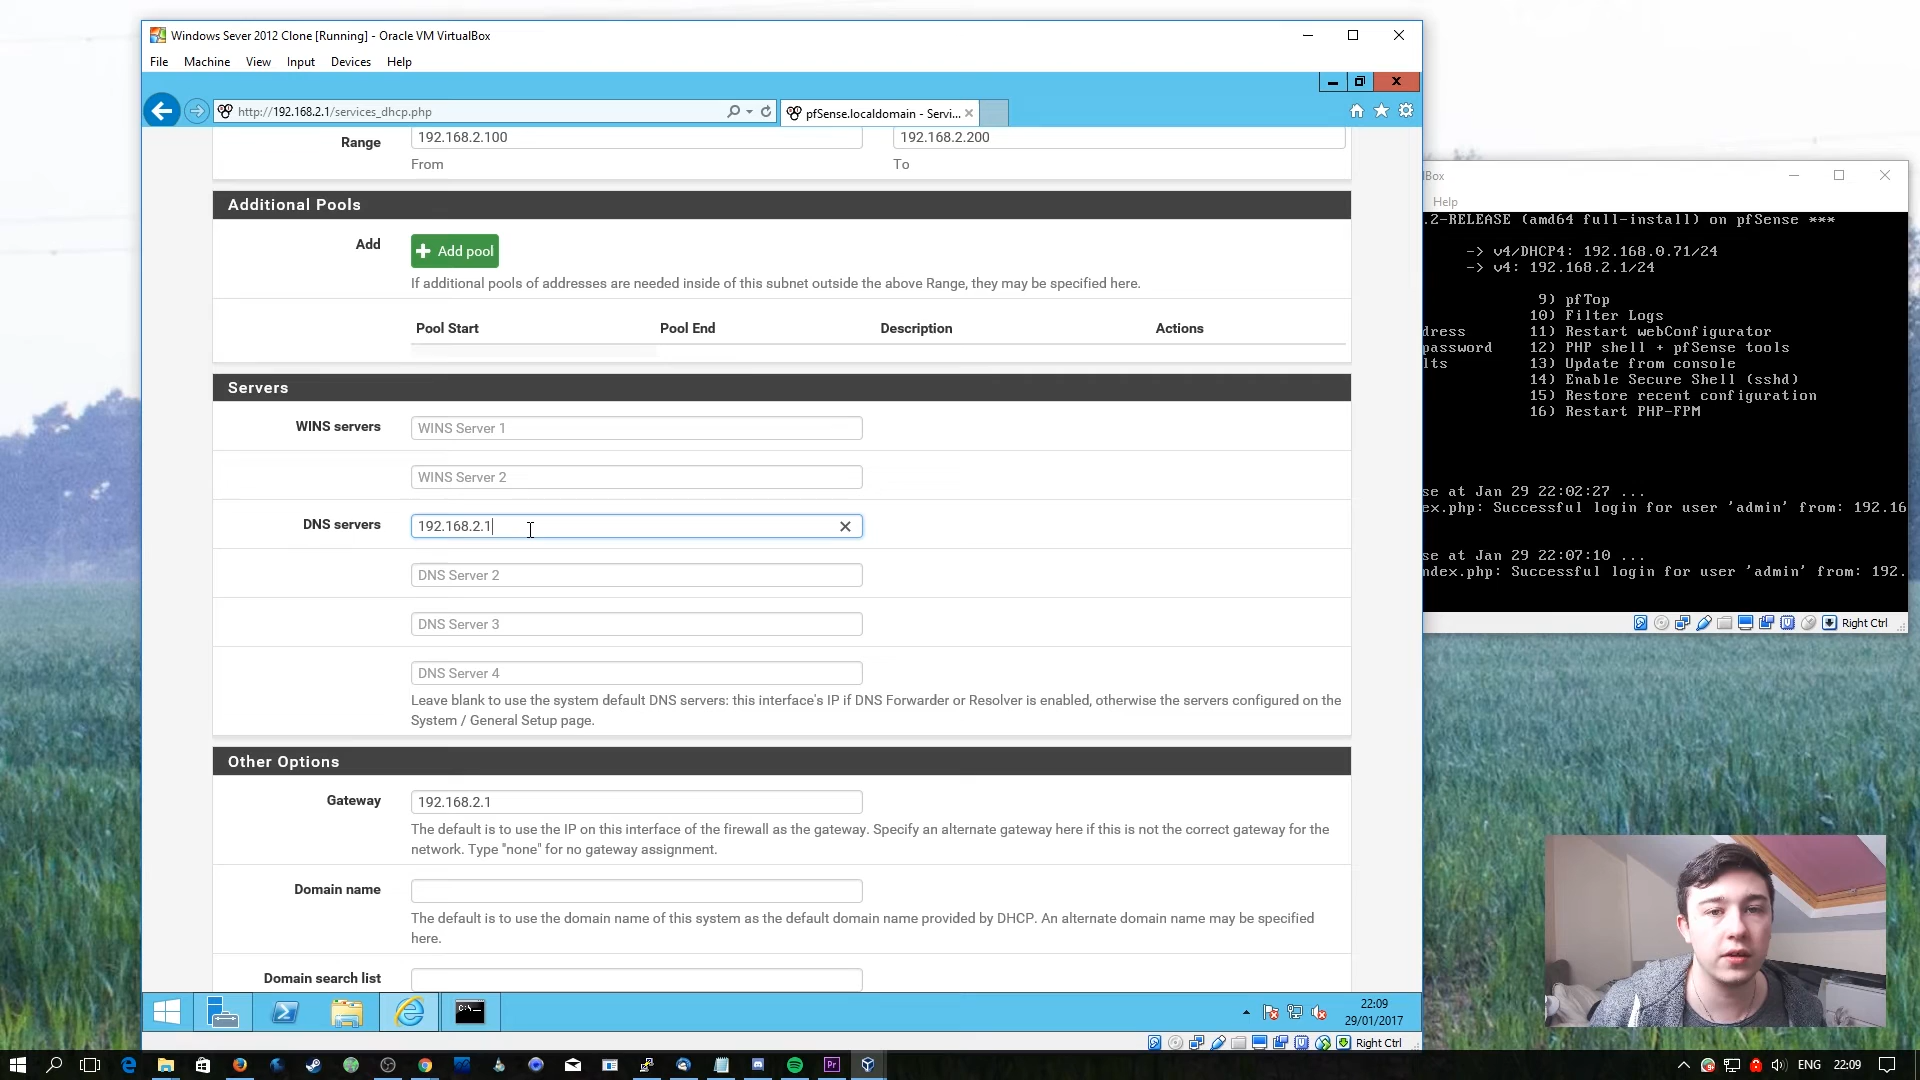 Windows Sever 2012 Clone [Running] - Oracle VM VirtualBox
File Machine View Input Devices Help
http://192.168.2.1/services_dhcp.php
pfSense.localdomain - Servi...
Range
192.168.2.100
192.168.2.200
From
To
Additional Pools
Add
Add pool
If additional pools of addresses are needed inside of this subnet outside the above Range, they may be specified here.
Pool Start Pool End Description Actions
Servers
WINS servers
WINS Server 1
WINS Server 2
DNS servers
192.168.2.1
DNS Server 2
DNS Server 3
DNS Server 4
Leave blank to use the system default DNS servers: this interface's IP if DNS Forwarder or Resolver is enabled, otherwise the servers configured on the
System / General Setup page.
Other Options
Gateway
192.168.2.1
The default is to use the IP on this interface of the firewall as the gateway. Specify an alternate gateway here if this is not the correct gateway for the
network. Type "none" for no gateway assignment.
Domain name
The default is to use the domain name of this system as the default domain name provided by DHCP. An alternate domain name may be specified
here.
Domain search list
22:09
29/01/2017
Right Ctrl
lBox
Help
.2-RELEASE (amd64 full-install) on pfSense ***
-> v4/DHCP4: 192.168.0.71/24
-> v4: 192.168.2.1/24
9) pfTop
10) Filter Logs
dress 11) Restart webConfigurator
password 12) PHP shell + pfSense tools
lts 13) Update from console
14) Enable Secure Shell (sshd)
15) Restore recent configuration
16) Restart PHP-FPM
se at Jan 29 22:02:27 ...
ex.php: Successful login for user 'admin' from: 192.16
se at Jan 29 22:07:10 ...
ndex.php: Successful login for user 'admin' from: 192.
Right Ctrl
C:\_
Pr
ENG
22:09